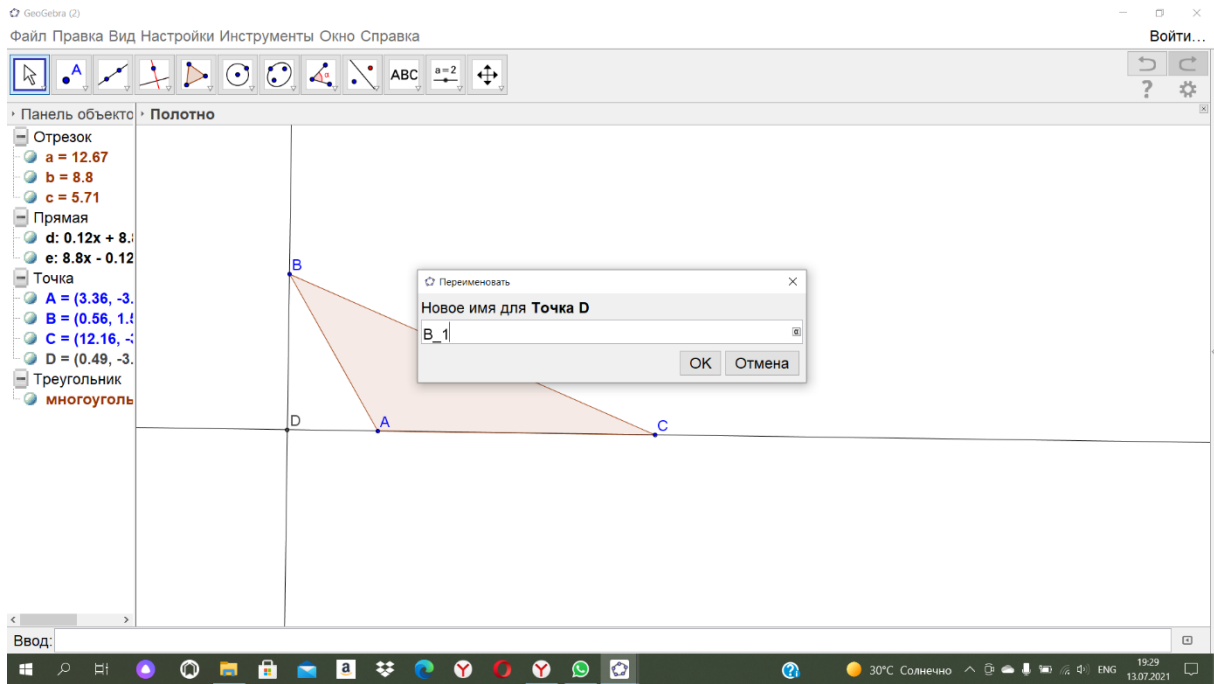 GeoGebra (2)
Файл Правка Вид Настройки Инструменты Окно Справка
Войти...
A
α
ABC
a=2
?
Панель объекто
Полотно
Отрезок
a = 12.67
b = 8.8
c = 5.71
Прямая
d: 0.12x + 8.
e: 8.8x - 0.12
Точка
A = (3.36, -3.
B = (0.56, 1.
C = (12.16, -
D = (0.49, -3.
Треугольник
многоуголь
B
D
A
C
Переименовать
Новое имя для Точка D
B_1
α
OK
Отмена
Ввод:
a
30°C Солнечно
ENG
19:29
13.07.2021